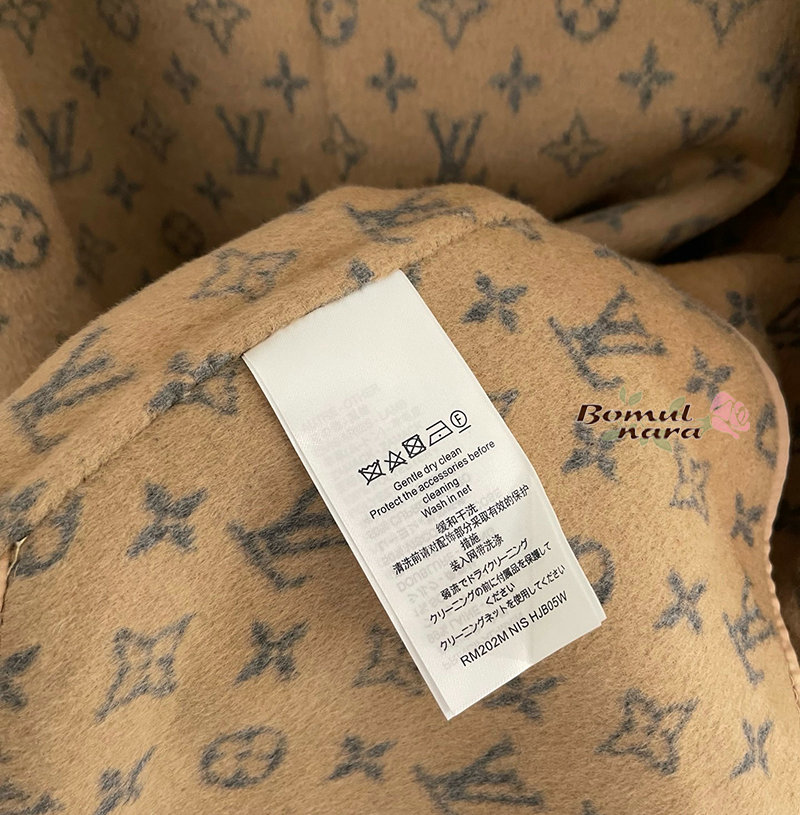 Bomul
nara
F
Gentle dry clean
Protect the accessories before
cleaning
Wash in net
缓和干洗
清洗前请对配饰部分采取有效的保护
措施
装入网带洗涤
弱流でドライクリーニング
クリーニングの前に付属品を保護して
ください
クリーニングネットを使用してください
RM202M NIS HJB05W